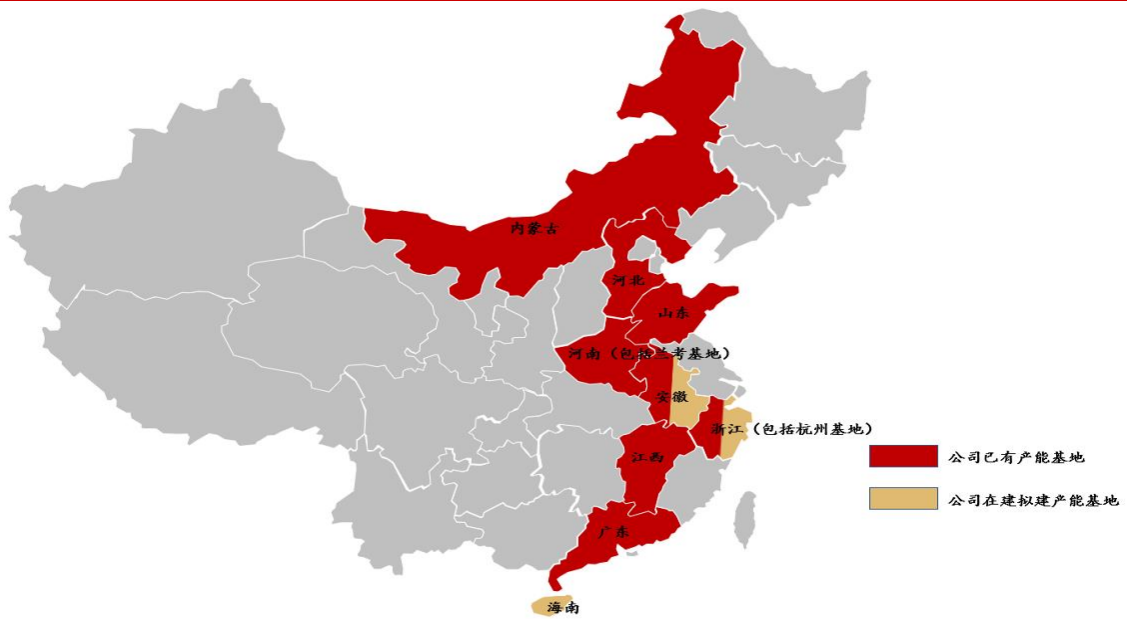 内蒙古
河北
山东
河南（包括兰考基地）
安徽
浙江（包括杭州基地）
江西
公司已有产能基地
公司在建拟建产能基地
广东
海南